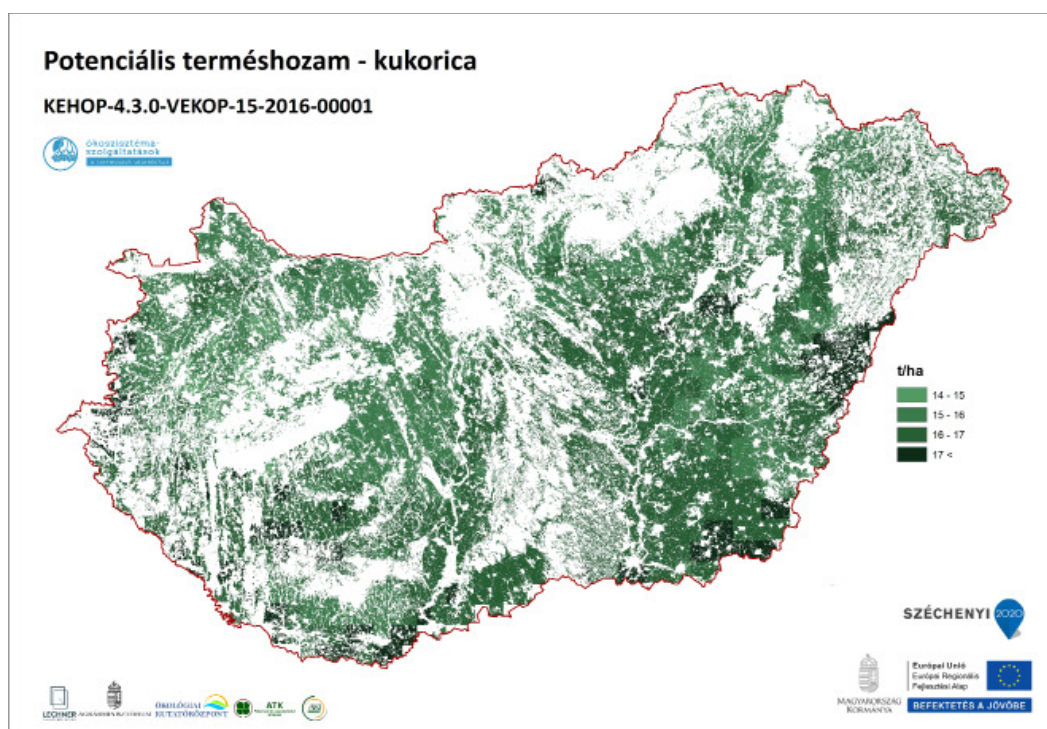 Potenciális terméshozam - kukorica
KEHOP-4.3.0-VEKOP-15-2016-00001
ökoszisztéma-
szolgáltatások
t/ha
14 - 15
15 - 16
16 - 17
17 <
SZÉCHENYI 2020
MAGYARORSZÁG
KORMÁNYA
Európai Unió
Európai Regionális
Fejlesztési Alap
BEFEKTETÉS A JÖVŐBE
LECHNER
AGRÁRMINISZTÉRIUM
ÖKOLÓGIAI
KUTATÓKÖZPONT
ATK